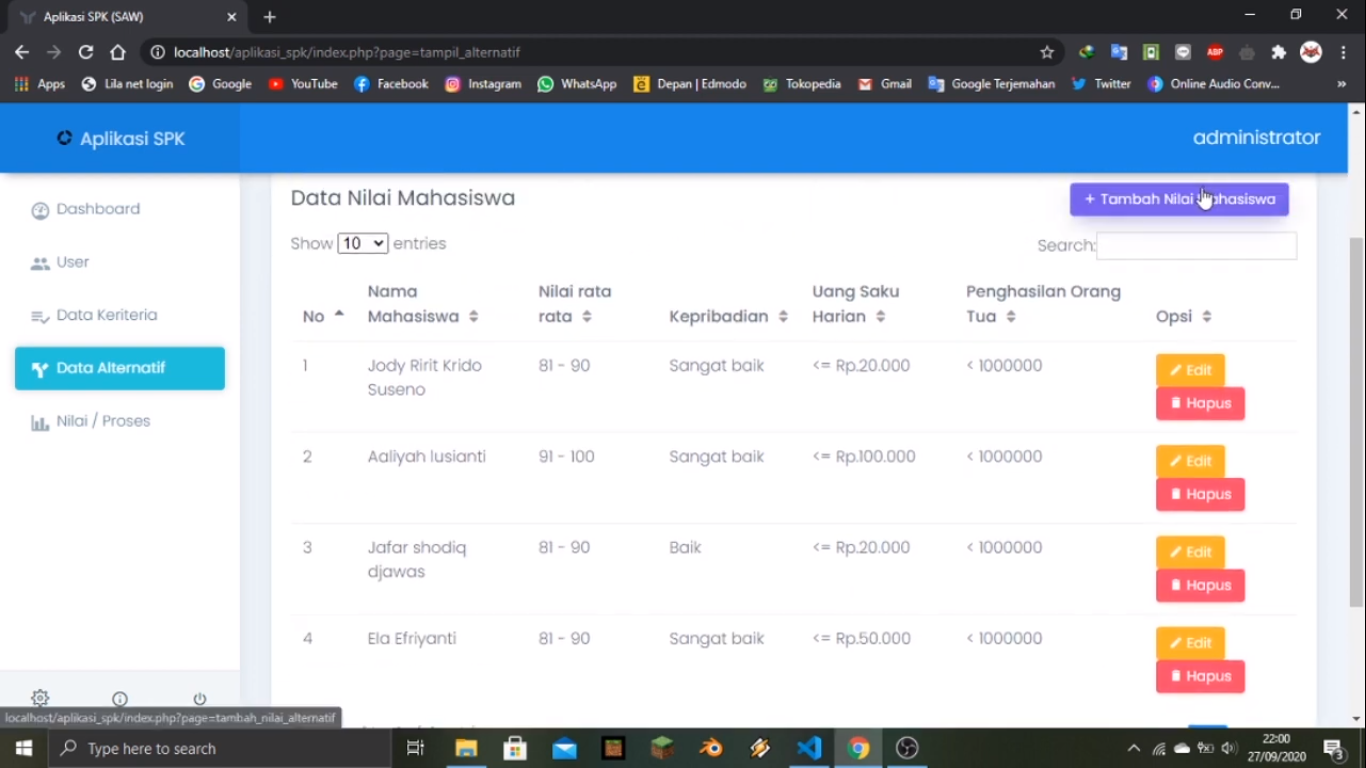 Aplikasi SPK (SAW)
localhost/aplikasi_spk/index.php?page=tampil_alternatif
ABP
Apps Lila net login Google YouTube Facebook Instagram WhatsApp Depan | Edmodo Tokopedia Gmail Google Terjemahan Twitter Online Audio Conv... »
Aplikasi SPK
administrator
Dashboard
User
Data Keriteria
Data Alternatif
Nilai / Proses
Data Nilai Mahasiswa
+ Tambah Nilai Mahasiswa
Show 10 entries
Search:
No
Nama Mahasiswa
Nilai rata rata
Kepribadian
Uang Saku Harian
Penghasilan Orang Tua
Opsi
1 Jody Ririt Krido Suseno 81 - 90 Sangat baik <= Rp.20.000 < 1000000
Edit
Hapus
2 Aaliyah lusianti 91 - 100 Sangat baik <= Rp.100.000 < 1000000
Edit
Hapus
3 Jafar shodiq djawas 81 - 90 Baik <= Rp.20.000 < 1000000
Edit
Hapus
4 Ela Efriyanti 81 - 90 Sangat baik <= Rp.50.000 < 1000000
Edit
Hapus
localhost/aplikasi_spk/index.php?page=tambah_nilai_alternatif
Type here to search
22:00
27/09/2020
3